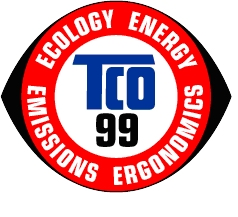 ECOLOGY ENERGY
TCO
99
EMISSIONS ERGONOMICS